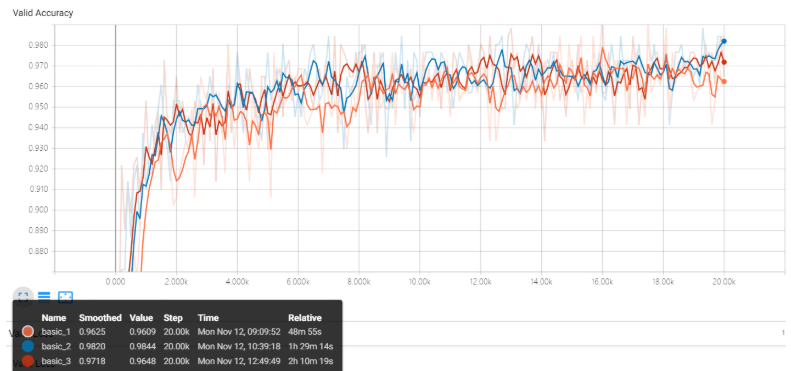 Valid Accuracy
0.980
0.970
0.960
0.950
0.940
0.930
0.920
0.910
0.900
0.890
0.880
0.000 2.000k 4.000k 6.000k 8.000k 10.00k 12.00k 14.00k 16.00k 18.00k 20.00k
Name Smoothed Value Step Time Relative
basic_1 0.9625 0.9609 20.00k Mon Nov 12, 09:09:52 48m 55s
basic_2 0.9820 0.9844 20.00k Mon Nov 12, 10:39:18 1h 29m 14s
basic_3 0.9718 0.9648 20.00k Mon Nov 12, 12:49:49 2h 10m 19s
1